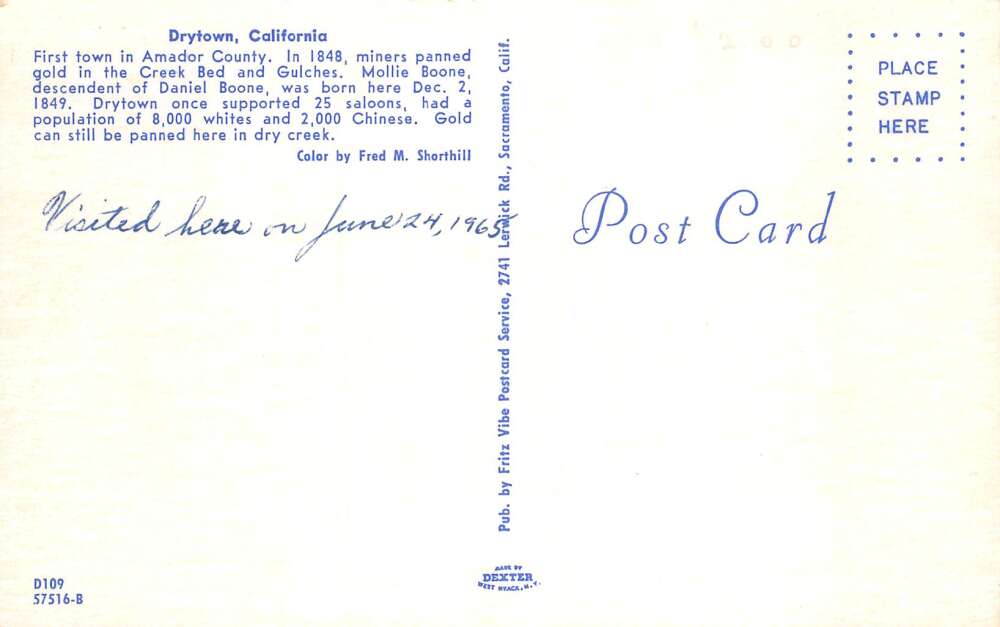 Drytown, California
First town in Amador County. In 1848, miners panned
gold in the Creek Bed and Gulches. Mollie Boone,
descendent of Daniel Boone, was born here Dec. 2,
1849. Drytown once supported 25 saloons, had a
population of 8,000 whites and 2,000 Chinese. Gold
can still be panned here in dry creek.
Color by Fred M. Shorthill
Visited here on June 24, 1965
Pub. by Fritz Vibe Postcard Service, 2741 Lerwick Rd., Sacramento, Calif.
PLACE
STAMP
HERE
Post Card
D109
57516-B
MADE BY
DEXTER
WEST NYACK, N.Y.